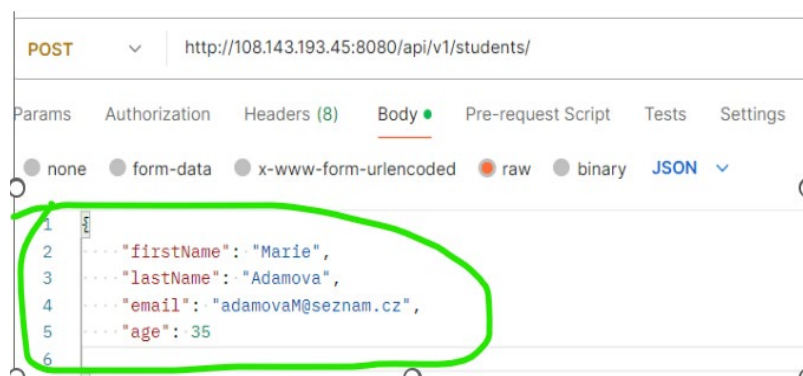 POST http://108.143.193.45:8080/api/v1/students/
Params Authorization Headers (8) Body Pre-request Script Tests Settings
none form-data x-www-form-urlencoded raw binary JSON
1 {
2 "firstName": "Marie",
3 "lastName": "Adamova",
4 "email": "adamovaM@seznam.cz",
5 "age": 35
6